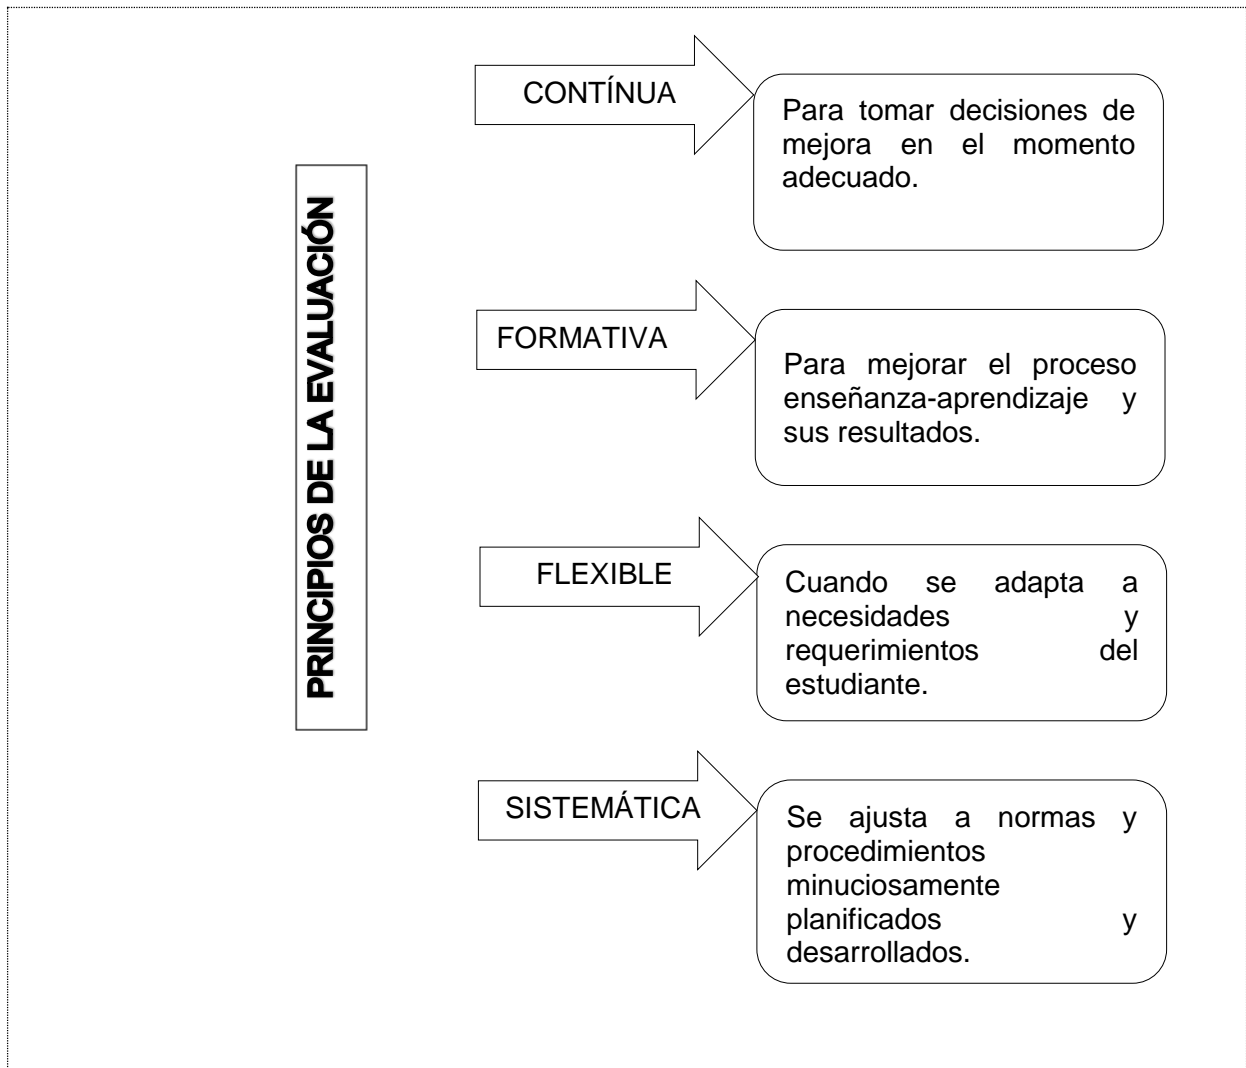 PRINCIPIOS DE LA EVALUACIÓN
CONTÍNUA
Para tomar decisiones de
mejora en el momento
adecuado.
FORMATIVA
Para mejorar el proceso
enseñanza-aprendizaje y
sus resultados.
FLEXIBLE
Cuando se adapta a
necesidades y
requerimientos del
estudiante.
SISTEMÁTICA
Se ajusta a normas y
procedimientos
minuciosamente
planificados y
desarrollados.